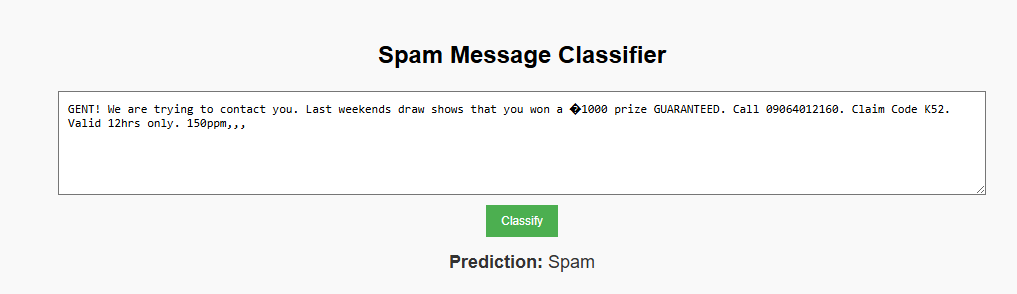 Spam Message Classifier
GENT! We are trying to contact you. Last weekends draw shows that you won a �1000 prize GUARANTEED. Call 09064012160. Claim Code K52.
Valid 12hrs only. 150ppm,,,
Classify
Prediction: Spam